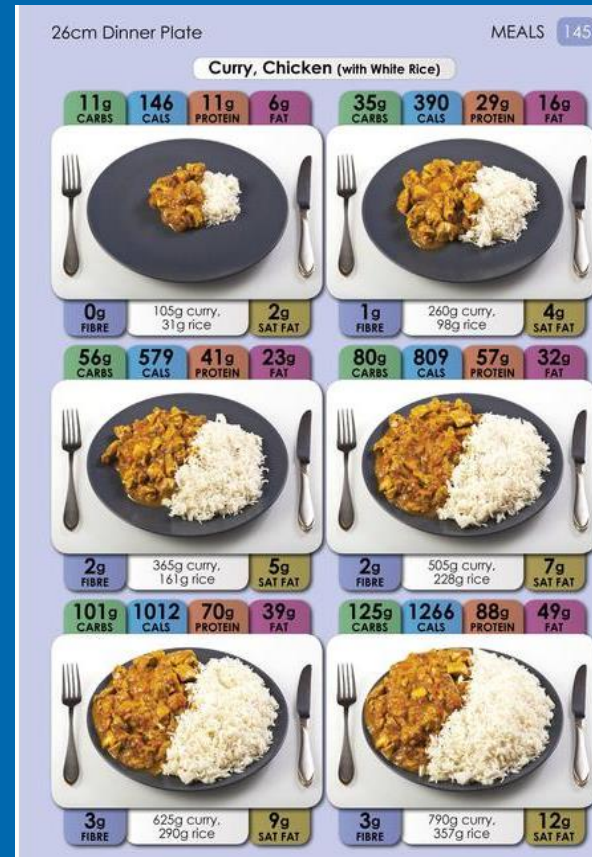 26cm Dinner Plate MEALS 145
Curry, Chicken (with White Rice)
11g CARBS 146 CALS 11g PROTEIN 6g FAT
35g CARBS 390 CALS 29g PROTEIN 16g FAT
0g FIBRE 105g curry, 31g rice 2g SAT FAT
1g FIBRE 260g curry, 98g rice 4g SAT FAT
56g CARBS 579 CALS 41g PROTEIN 23g FAT
80g CARBS 809 CALS 57g PROTEIN 32g FAT
2g FIBRE 365g curry, 161g rice 5g SAT FAT
2g FIBRE 505g curry, 228g rice 7g SAT FAT
101g CARBS 1012 CALS 70g PROTEIN 39g FAT
125g CARBS 1266 CALS 88g PROTEIN 49g FAT
3g FIBRE 625g curry, 290g rice 9g SAT FAT
3g FIBRE 790g curry, 357g rice 12g SAT FAT